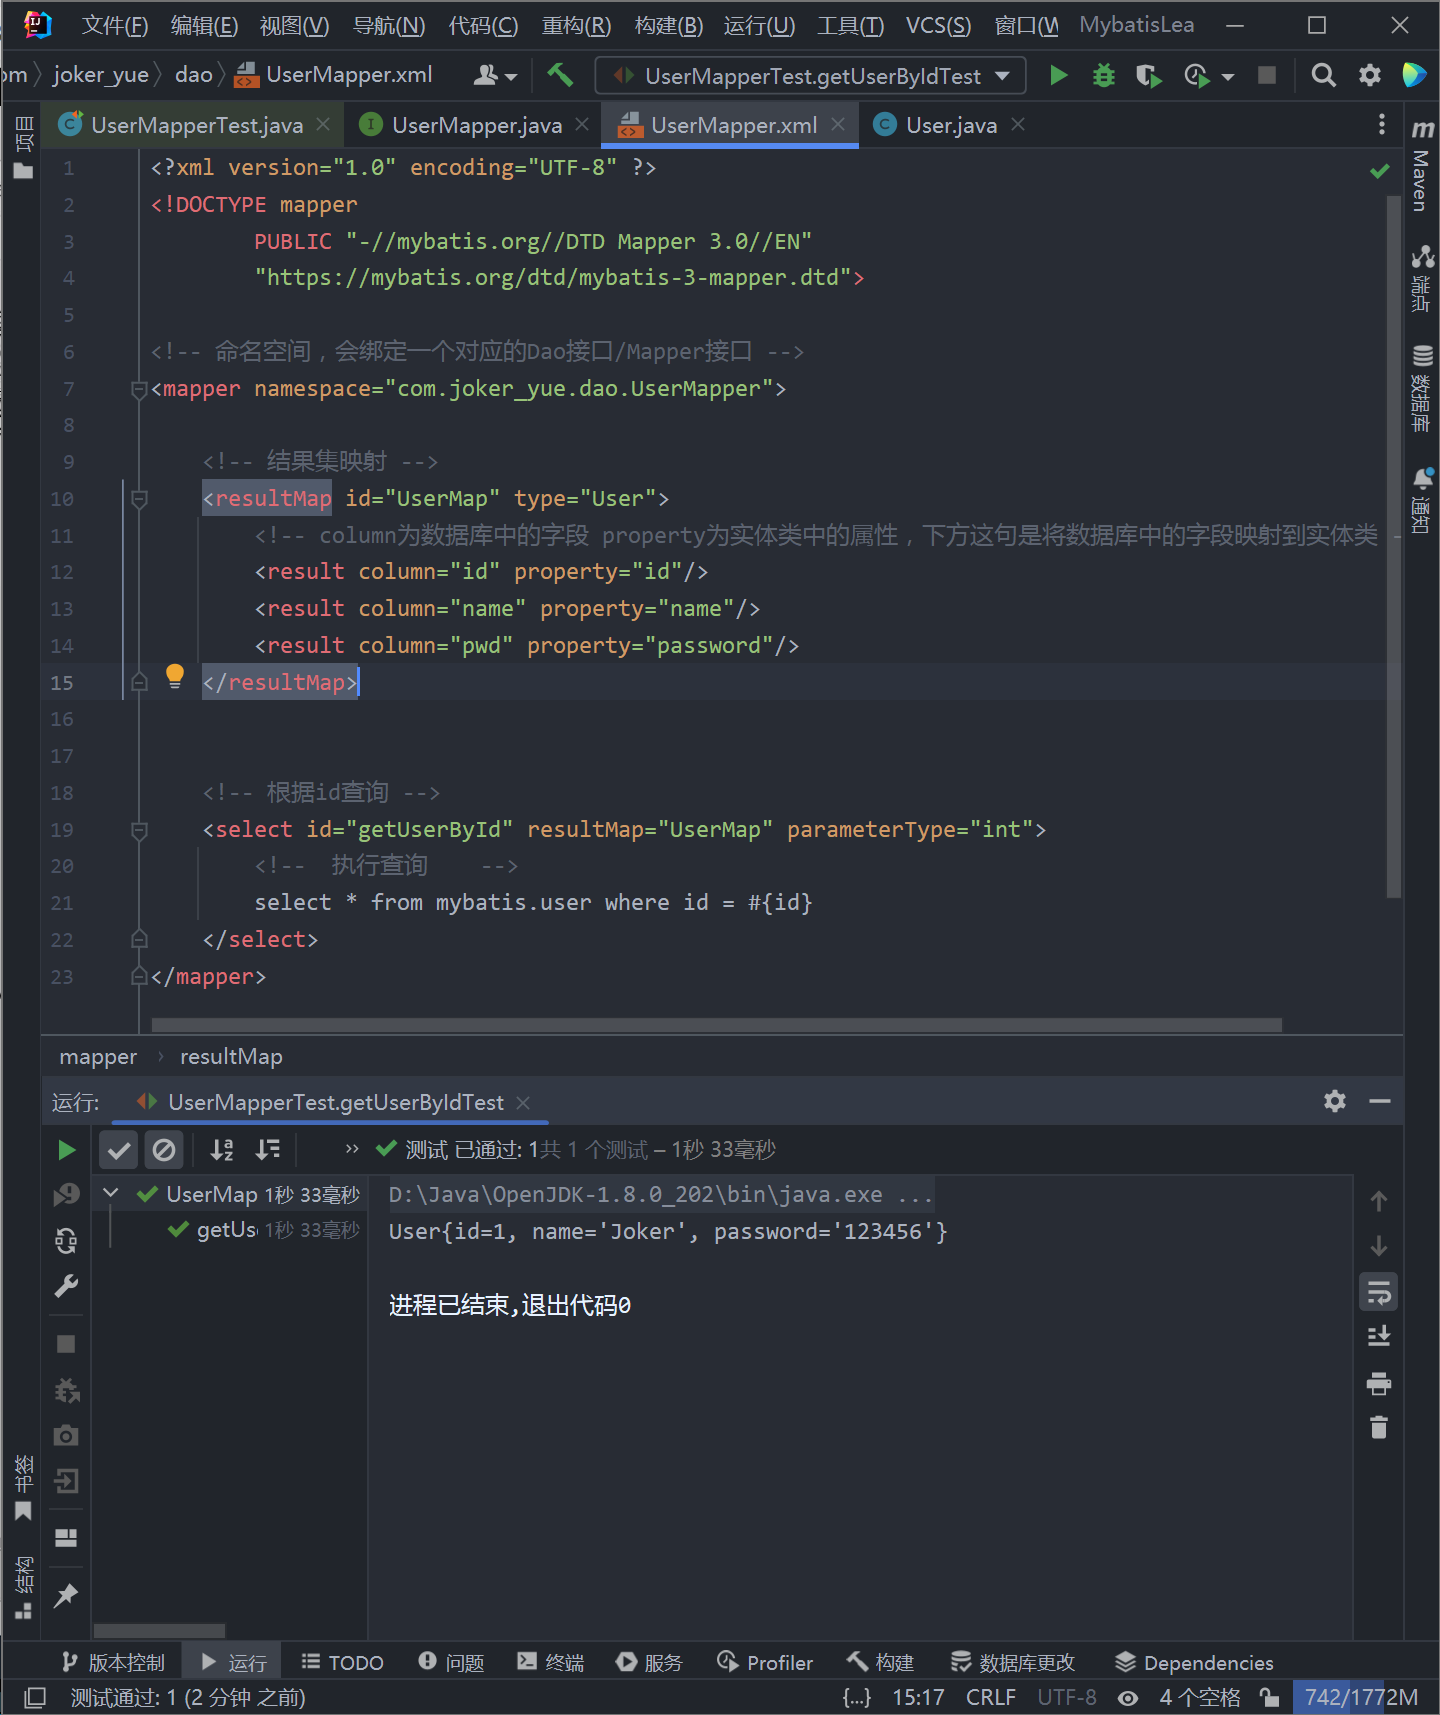 文件(F) 编辑(E) 视图(V) 导航(N) 代码(C) 重构(R) 构建(B) 运行(U) 工具(T) VCS(S) 窗口(W MybatisLea
om joker_yue dao UserMapper.xml UserMapperTest.getUserByIdTest
UserMapperTest.java UserMapper.java UserMapper.xml User.java
项目
Maven
端点
数据库
通知
1 <?xml version="1.0" encoding="UTF-8" ?>
2 <!DOCTYPE mapper
3 PUBLIC "-//mybatis.org//DTD Mapper 3.0//EN"
4 "https://mybatis.org/dtd/mybatis-3-mapper.dtd">
5
6 <!-- 命名空间，会绑定一个对应的Dao接口/Mapper接口 -->
7 <mapper namespace="com.joker_yue.dao.UserMapper">
8
9 <!-- 结果集映射 -->
10 <resultMap id="UserMap" type="User">
11 <!-- column为数据库中的字段 property为实体类中的属性，下方这句是将数据库中的字段映射到实体类 -
12 <result column="id" property="id"/>
13 <result column="name" property="name"/>
14 <result column="pwd" property="password"/>
15 </resultMap>
16
17
18 <!-- 根据id查询 -->
19 <select id="getUserById" resultMap="UserMap" parameterType="int">
20 <!-- 执行查询 -->
21 select * from mybatis.user where id = #{id}
22 </select>
23 </mapper>
mapper › resultMap
运行: UserMapperTest.getUserByIdTest
» 测试 已通过: 1共 1 个测试 – 1秒 33毫秒
UserMap 1秒 33毫秒
getUs 1秒 33毫秒
D:\Java\OpenJDK-1.8.0_202\bin\java.exe ...
User{id=1, name='Joker', password='123456'}
进程已结束,退出代码0
书签
结构
版本控制 运行 TODO 问题 终端 服务 Profiler 构建 数据库更改 Dependencies
测试通过: 1 (2 分钟 之前) {...} 15:17 CRLF UTF-8 4 个空格 742/1772M